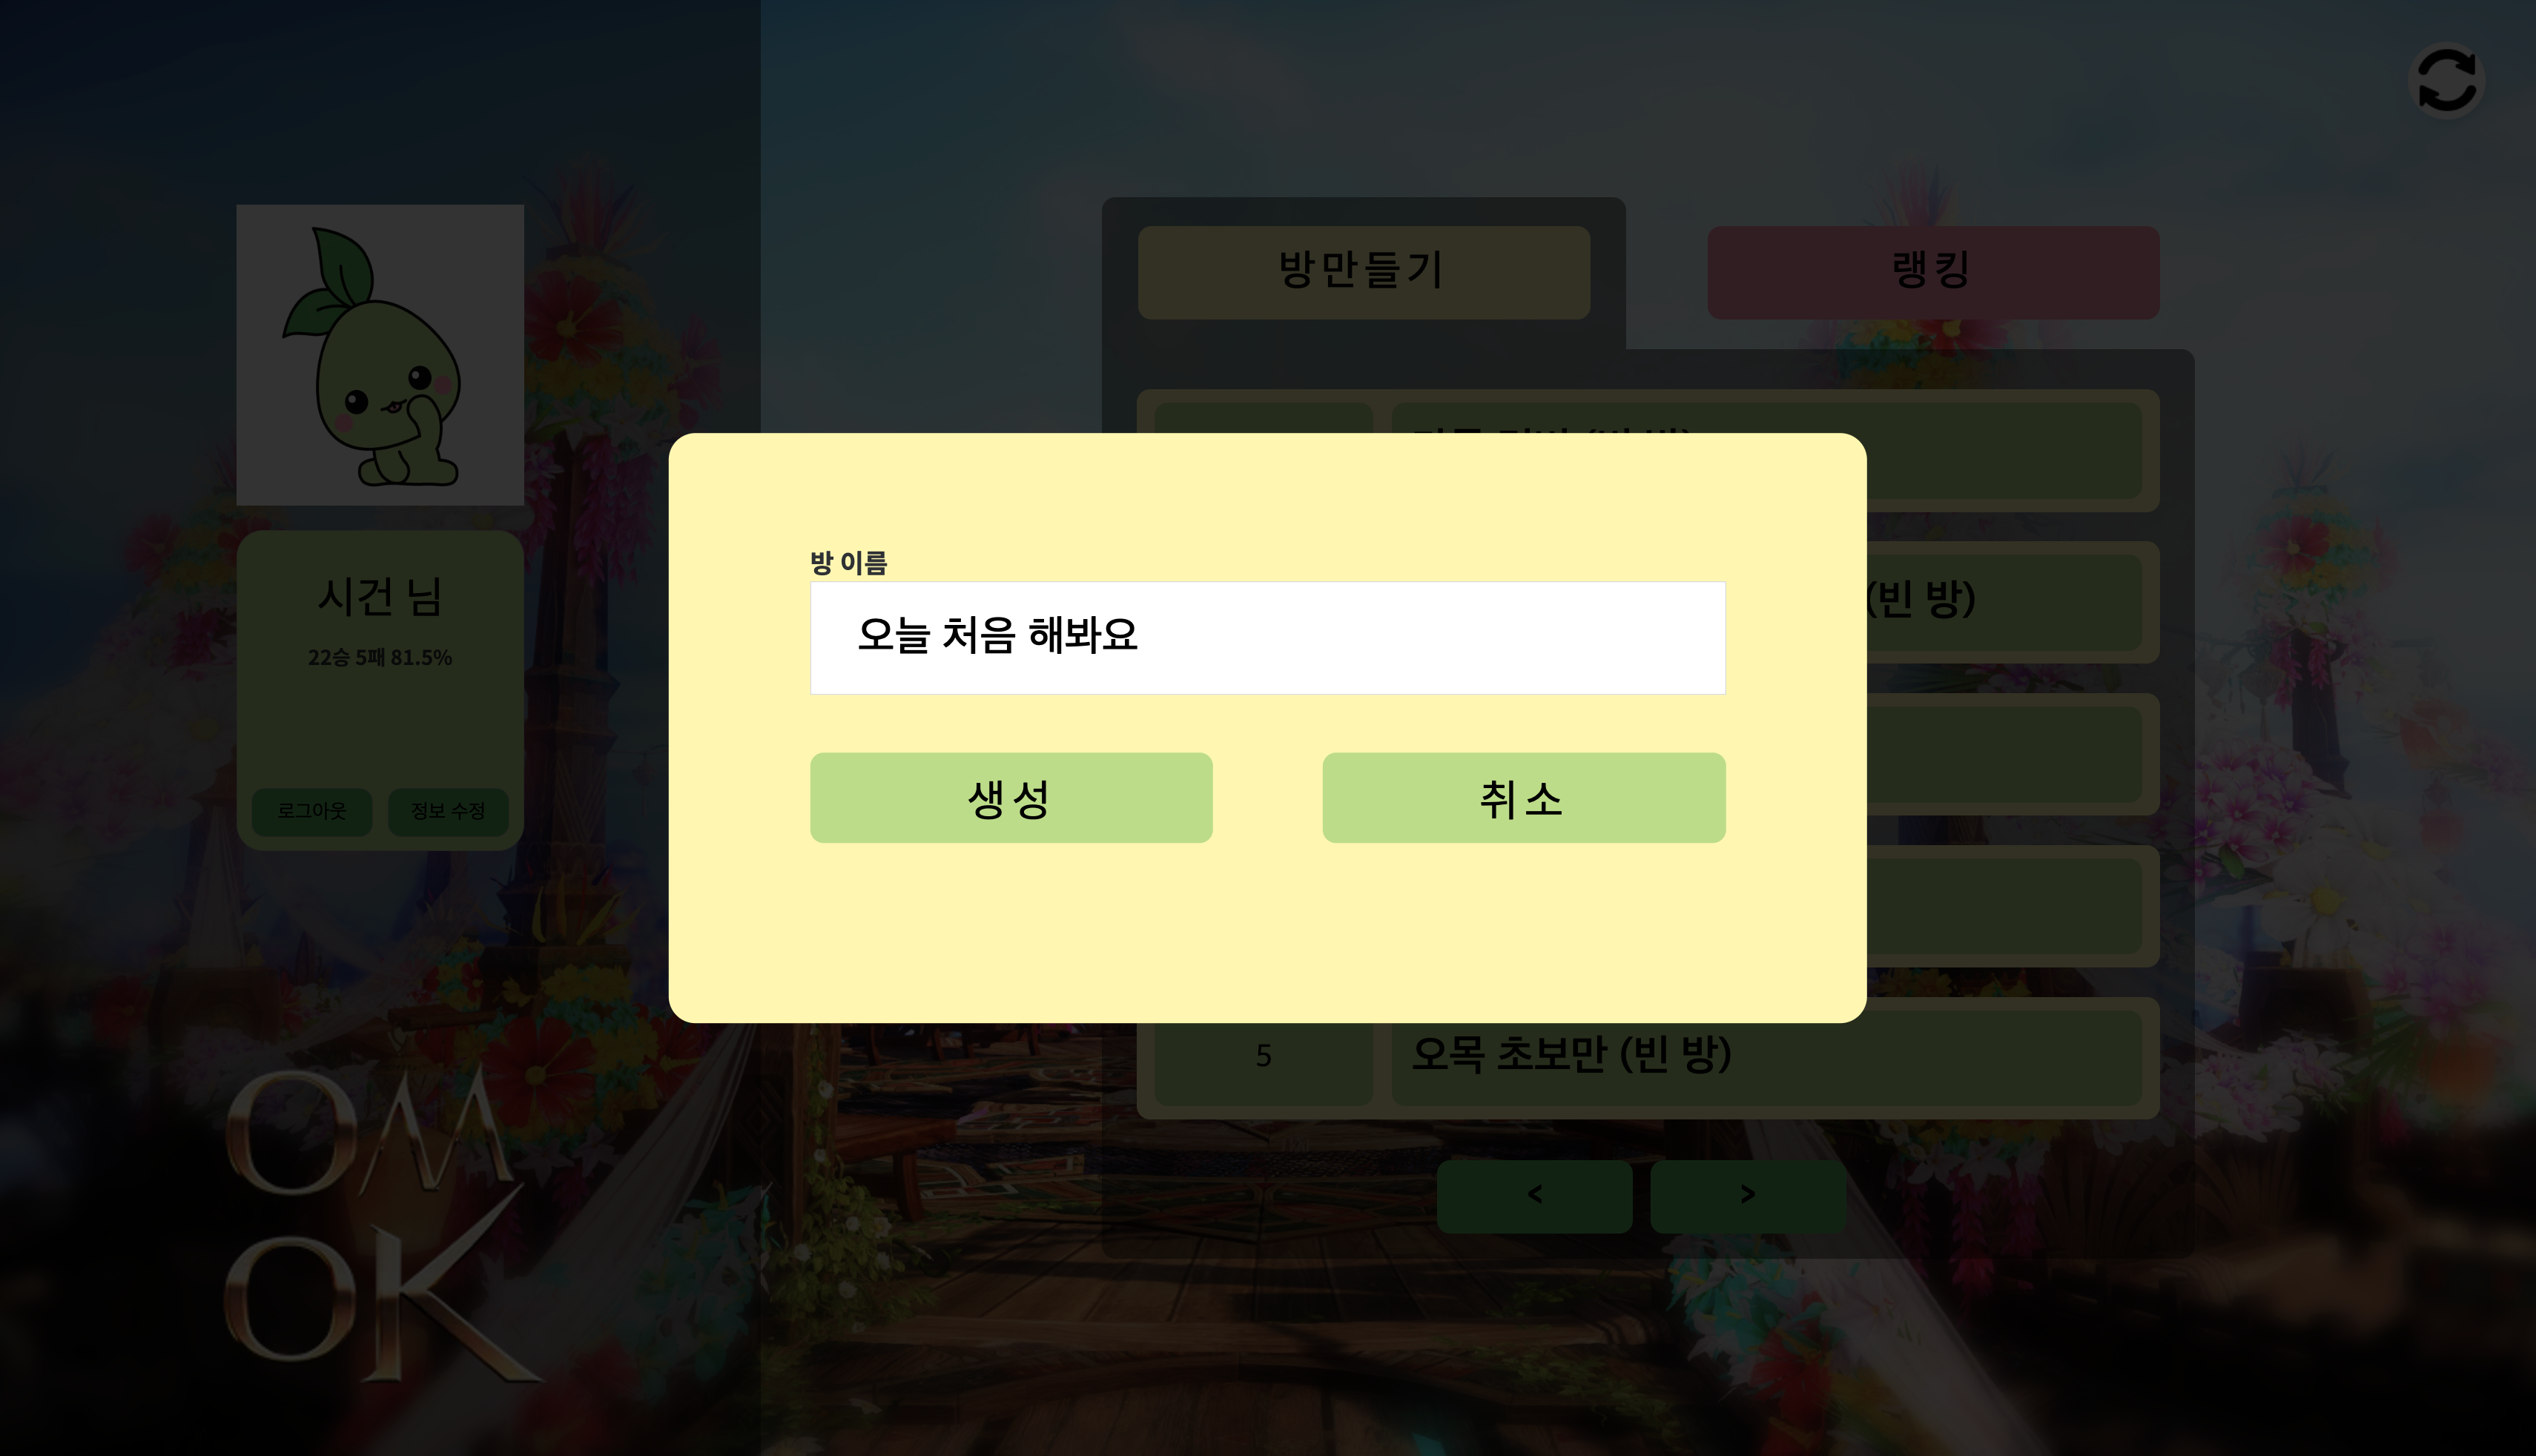 방만들기
랭킹
(빈 방)
방 이름
오늘 처음 해봐요
생성
취소
시건 님
22승 5패 81.5%
로그아웃
정보 수정
5
오목 초보만 (빈 방)
<
>
OM
OK